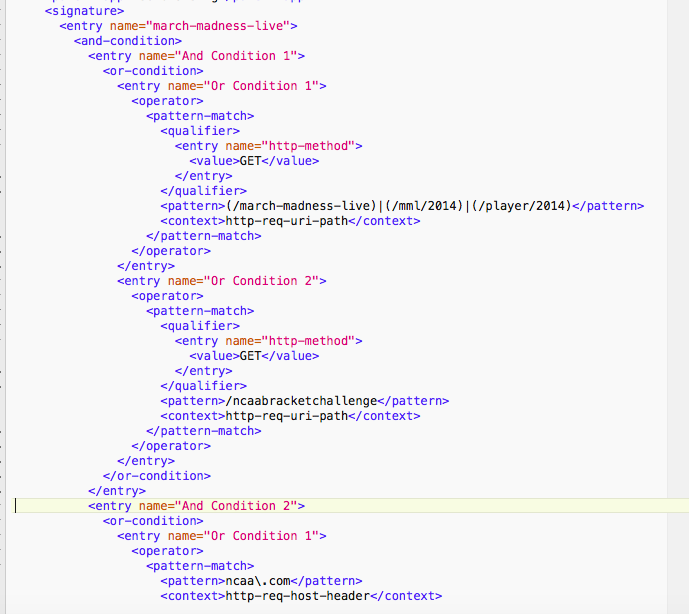 <signature>
<entry name="march-madness-live">
<and-condition>
<entry name="And Condition 1">
<or-condition>
<entry name="Or Condition 1">
<operator>
<pattern-match>
<qualifier>
<entry name="http-method">
<value>GET</value>
</entry>
</qualifier>
<pattern>(/march-madness-live)|(/mml/2014)|(/player/2014)</pattern>
<context>http-req-uri-path</context>
</pattern-match>
</operator>
</entry>
<entry name="Or Condition 2">
<operator>
<pattern-match>
<qualifier>
<entry name="http-method">
<value>GET</value>
</entry>
</qualifier>
<pattern>/ncaabracketchallenge</pattern>
<context>http-req-uri-path</context>
</pattern-match>
</operator>
</entry>
</or-condition>
</entry>
<entry name="And Condition 2">
<or-condition>
<entry name="Or Condition 1">
<operator>
<pattern-match>
<pattern>ncaa\.com</pattern>
<context>http-req-host-header</context>